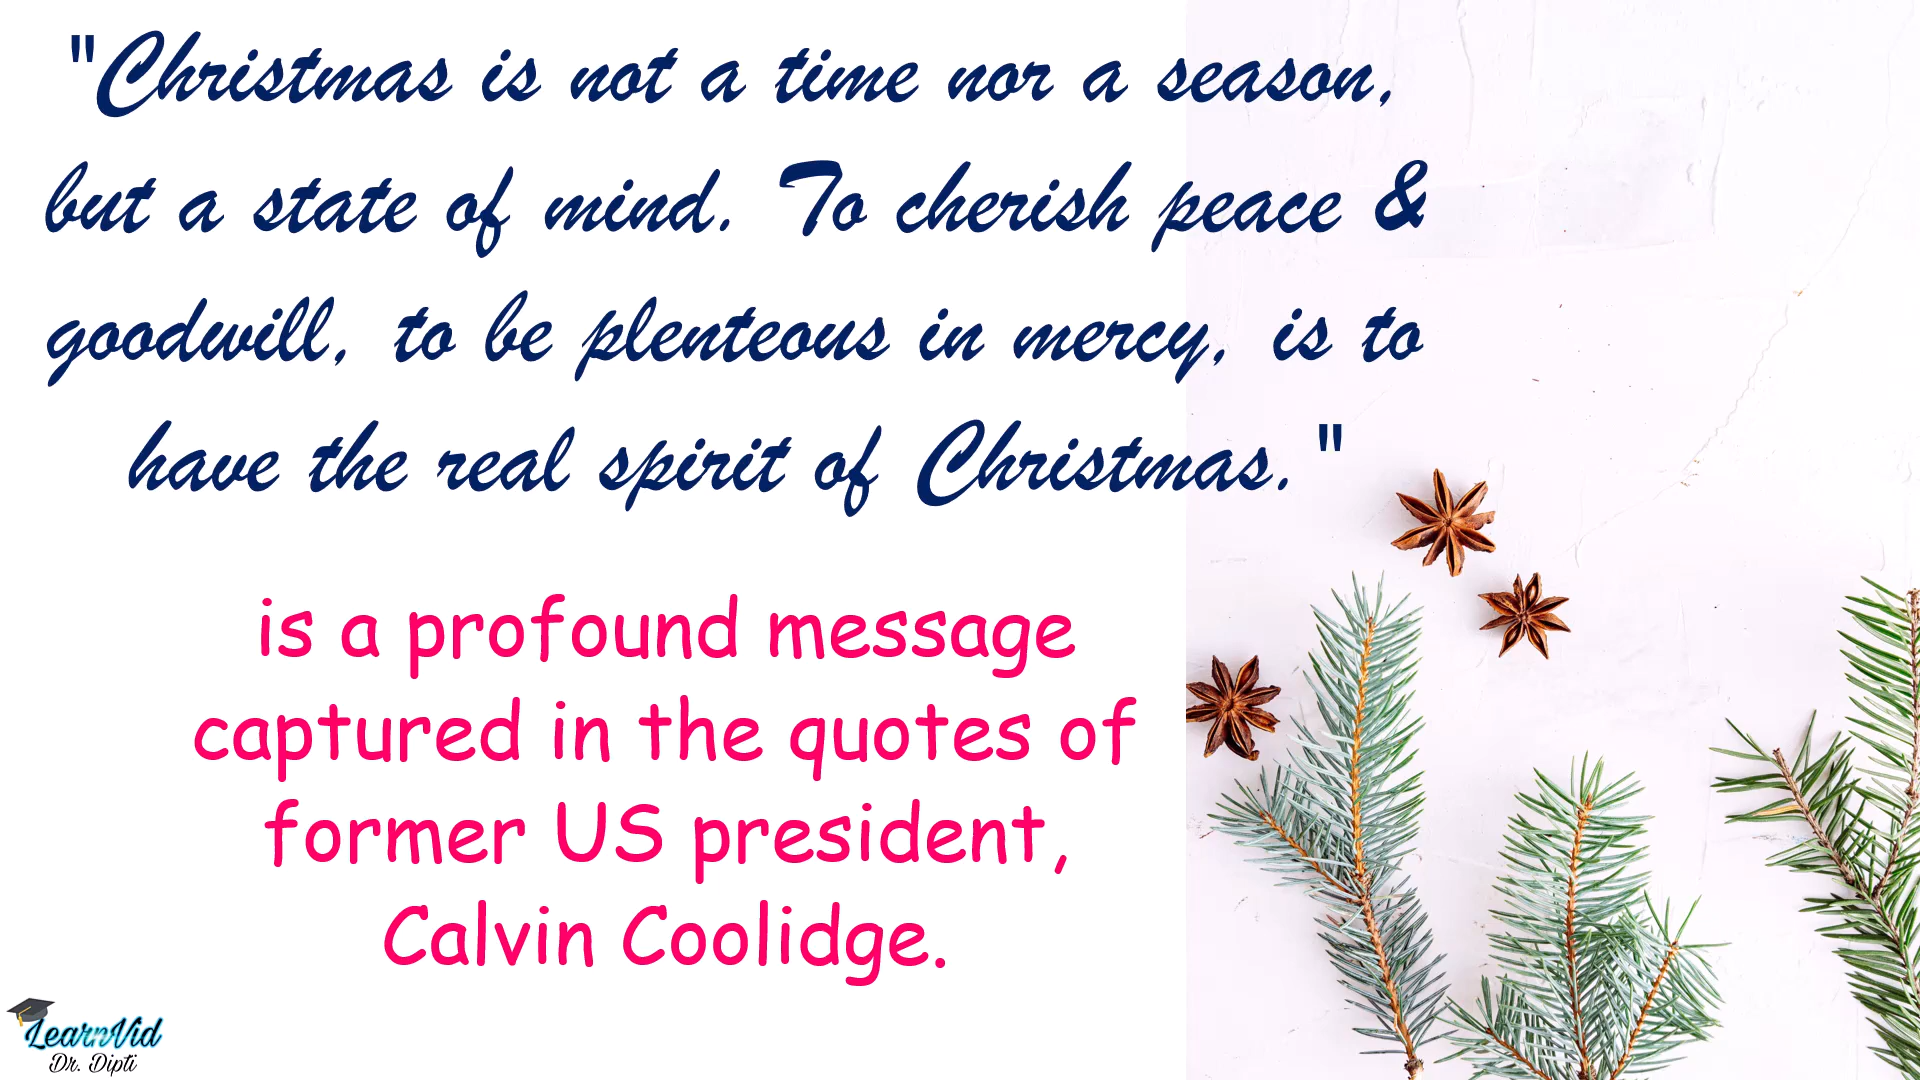 "Christmas is not a time nor a season,
but a state of mind. To cherish peace &
goodwill, to be plenteous in mercy, is to
have the real spirit of Christmas."
is a profound message
captured in the quotes of
former US president,
Calvin Coolidge.
LearnVid
Dr. Dipti